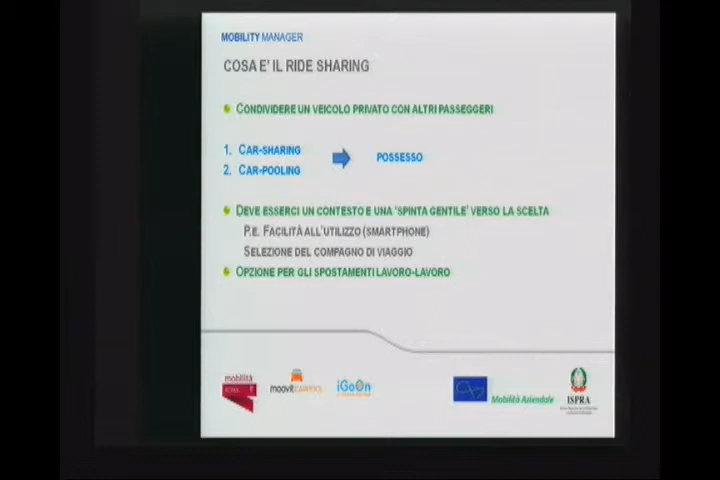 MOBILITY MANAGER
COSA E' IL RIDE SHARING
CONDIVIDERE UN VEICOLO PRIVATO CON ALTRI PASSEGGERI
1. CAR-SHARING
2. CAR-POOLING
POSSESSO
DEVE ESSERCI UN CONTESTO E UNA 'SPINTA GENTILE' VERSO LA SCELTA
P.E. FACILITÀ ALL'UTILIZZO (SMARTPHONE)
SELEZIONE DEL COMPAGNO DI VIAGGIO
OPZIONE PER GLI SPOSTAMENTI LAVORO-LAVORO
mobilità
moovit CARPOOL
iGoOn
Mobilità Aziendale
ISPRA